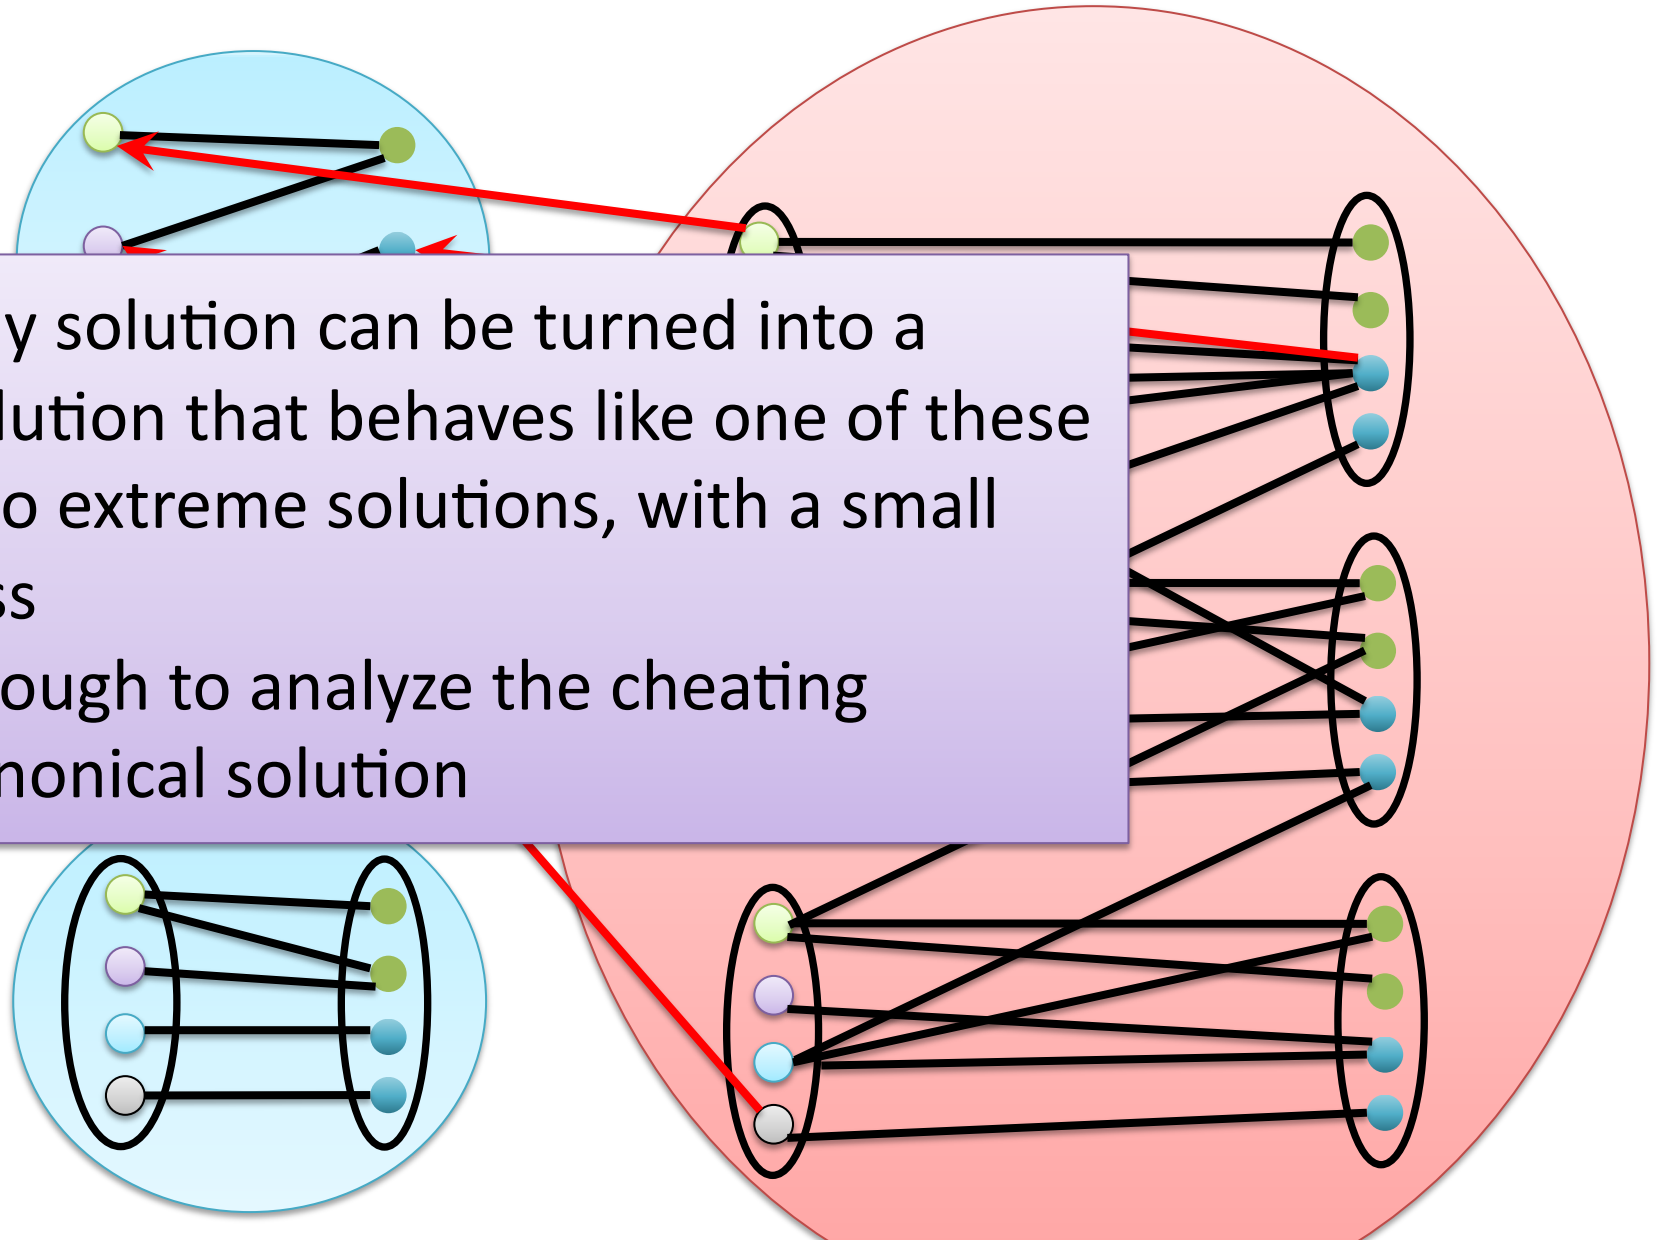 y solution can be turned into a
lution that behaves like one of these
o extreme solutions, with a small
ss
ough to analyze the cheating
nonical solution